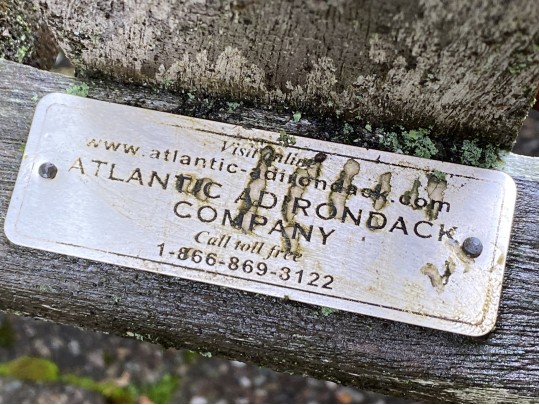 Visit online
www.atlantic-adirondack.com
ATLANTIC ADIRONDACK
COMPANY
Call toll free
1-866-869-3122